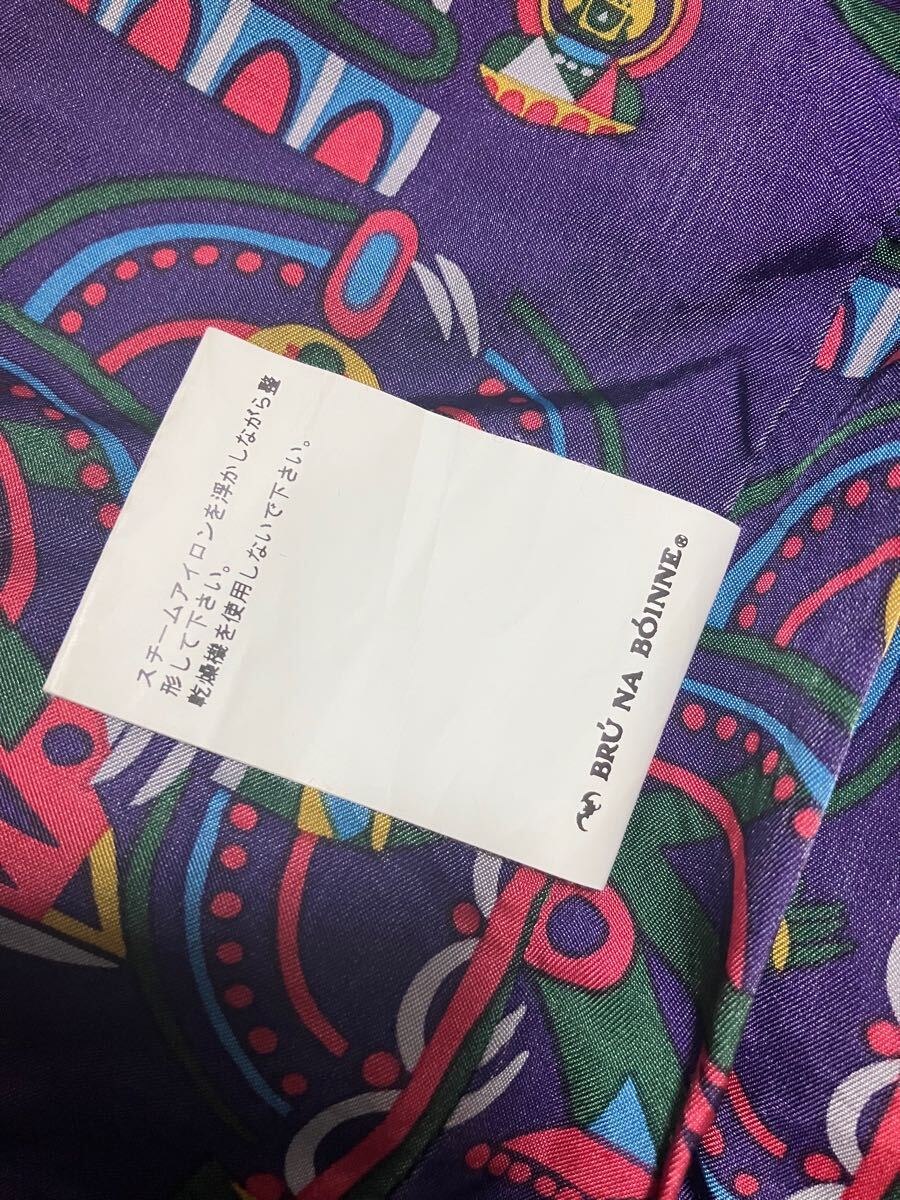 スチームアイロンを浮かしながら整
形して下さい。
乾燥機を使用しないで下さい。
BRÚ NA BÓINNE®